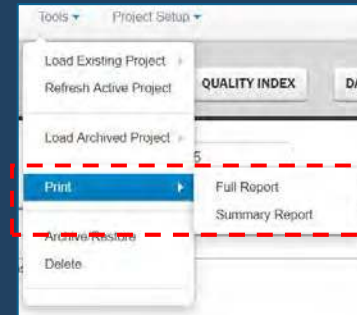 Tools Project Setup
Load Existing Project
Refresh Active Project
QUALITY INDEX
Load Archived Project
5
Print
Full Report
Summary Report
Archive Restore
Delete